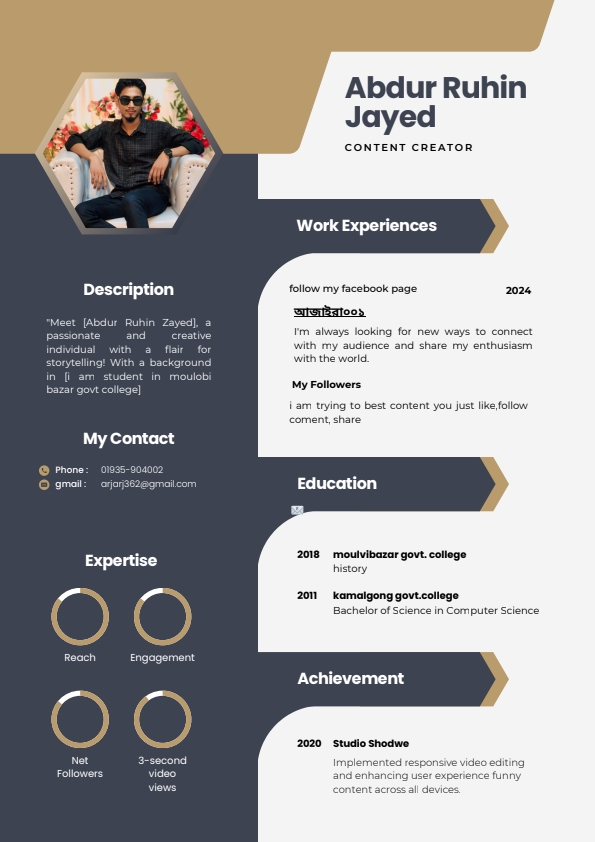 Abdur Ruhin
Jayed
CONTENT CREATOR
Description
"Meet [Abdur Ruhin Zayed], a
passionate and creative
individual with a flair for
storytelling! With a background
in [i am student in moulobi
bazar govt college]
My Contact
Phone : 01935-904002
gmail : arjarj362@gmail.com
Expertise
Reach
Engagement
Net
Followers
3-second
video
views
Work Experiences
follow my facebook page 2024
আজাইরা০০১
I'm always looking for new ways to connect
with my audience and share my enthusiasm
with the world.
My Followers
i am trying to best content you just like,follow
coment, share
Education
2018 moulvibazar govt. college
history
2011 kamalgong govt.college
Bachelor of Science in Computer Science
Achievement
2020 Studio Shodwe
Implemented responsive video editing
and enhancing user experience funny
content across all devices.